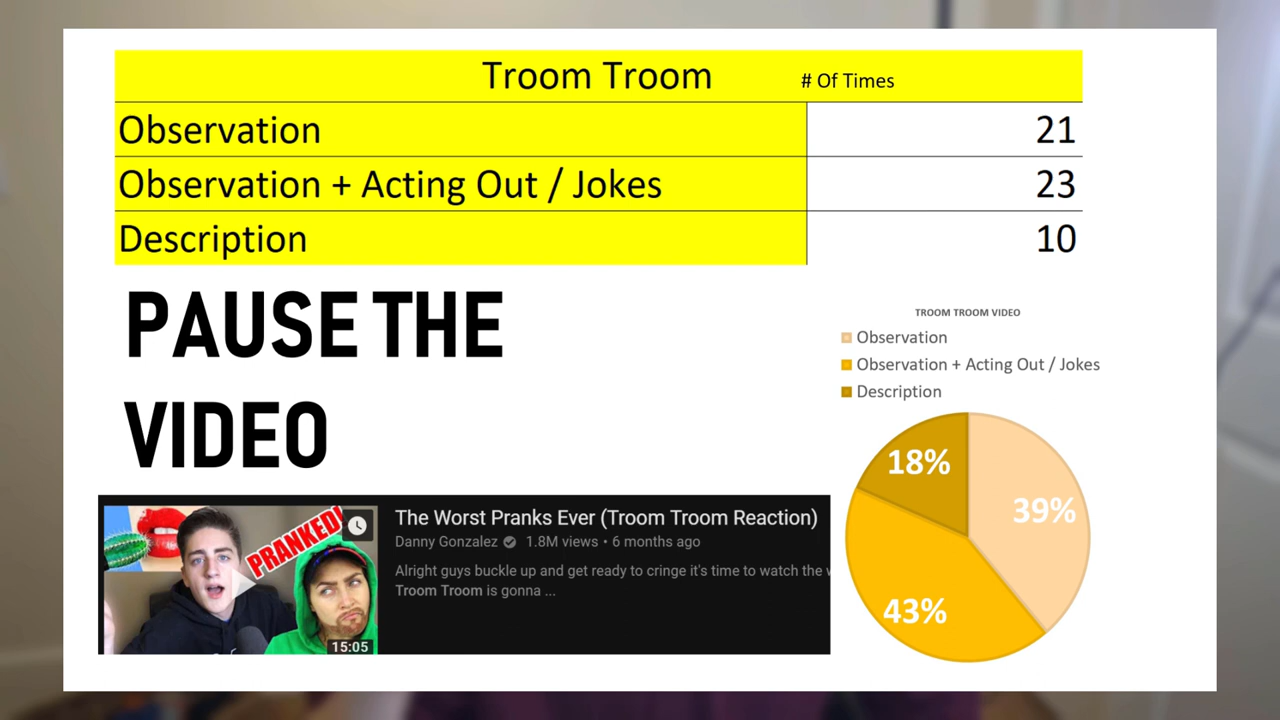 Troom Troom # Of Times
Observation 21
Observation + Acting Out / Jokes 23
Description 10
PAUSE THE
VIDEO
TROOM TROOM VIDEO
Observation
Observation + Acting Out / Jokes
Description
18%
39%
43%
PRANKED!
15:05
The Worst Pranks Ever (Troom Troom Reaction)
Danny Gonzalez 1.8M views • 6 months ago
Alright guys buckle up and get ready to cringe it's time to watch the
Troom Troom is gonna ...